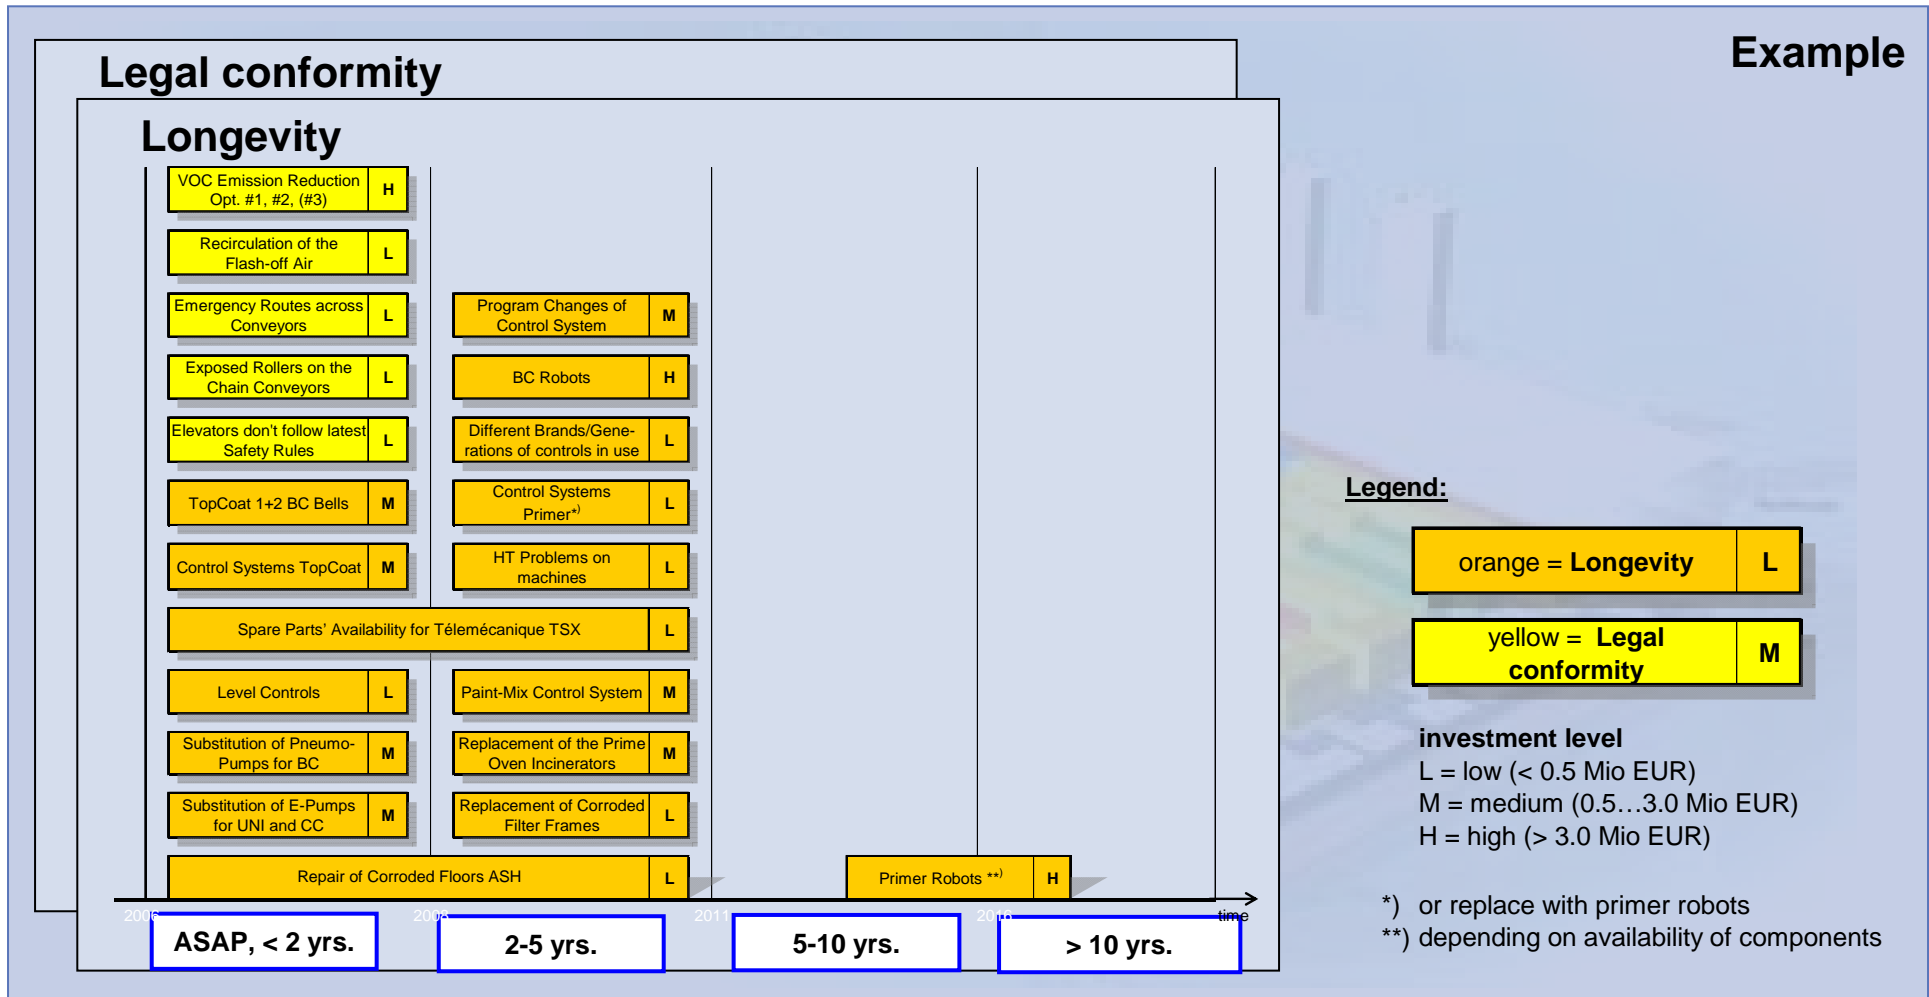 Example
Legal conformity
Longevity
VOC Emission Reduction
Opt. #1, #2, (#3)
H
Recirculation of the
Flash-off Air
L
Emergency Routes across
Conveyors
L
Program Changes of
Control System
M
Exposed Rollers on the
Chain Conveyors
L
BC Robots
H
Elevators don't follow latest
Safety Rules
L
Different Brands/Gene-
rations of controls in use
L
TopCoat 1+2 BC Bells
M
Control Systems
Primer*)
L
Control Systems TopCoat
M
HT Problems on
machines
L
Spare Parts' Availability for Télémécanique TSX
L
Level Controls
L
Paint-Mix Control System
M
Substitution of Pneumo-
Pumps for BC
M
Replacement of the Prime
Oven Incinerators
M
Substitution of E-Pumps
for UNI and CC
M
Replacement of Corroded
Filter Frames
L
Repair of Corroded Floors ASH
L
Primer Robots **)
H
2006
2008
2011
2016
time
ASAP, < 2 yrs.
2-5 yrs.
5-10 yrs.
> 10 yrs.
Legend:
orange = Longevity
L
yellow = Legal
conformity
M
investment level
L = low (< 0.5 Mio EUR)
M = medium (0.5…3.0 Mio EUR)
H = high (> 3.0 Mio EUR)
*) or replace with primer robots
**) depending on availability of components